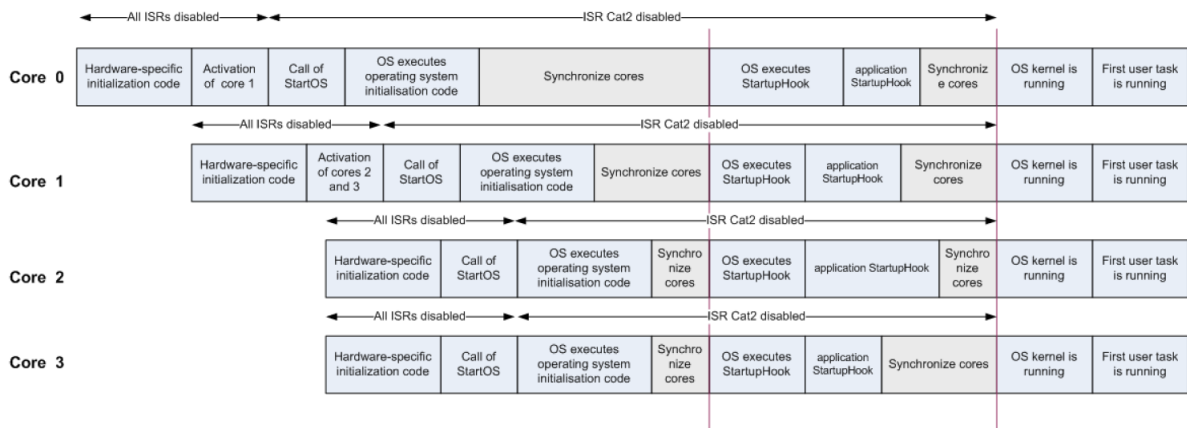 All ISRs disabled
ISR Cat2 disabled
Core 0
Hardware-specific
initialization code
Activation
of core 1
Call of
StartOS
OS executes
operating system
initialisation code
Synchronize cores
OS executes
StartupHook
application
StartupHook
Synchroniz
e cores
OS kernel is
running
First user task
is running
All ISRs disabled
ISR Cat2 disabled
Core 1
Hardware-specific
initialization code
Activation
of cores 2
and 3
Call of
StartOS
OS executes
operating system
initialisation code
Synchronize cores
OS executes
StartupHook
application
StartupHook
Synchronize
cores
OS kernel is
running
First user task
is running
All ISRs disabled
ISR Cat2 disabled
Core 2
Hardware-specific
initialization code
Call of
StartOS
OS executes
operating system
initialisation code
Synchro
nize
cores
OS executes
StartupHook
application StartupHook
Synchro
nize
cores
OS kernel is
running
First user task
is running
All ISRs disabled
ISR Cat2 disabled
Core 3
Hardware-specific
initialization code
Call of
StartOS
OS executes
operating system
initialisation code
Synchro
nize
cores
OS executes
StartupHook
application
StartupHook
Synchronize cores
OS kernel is
running
First user task
is running